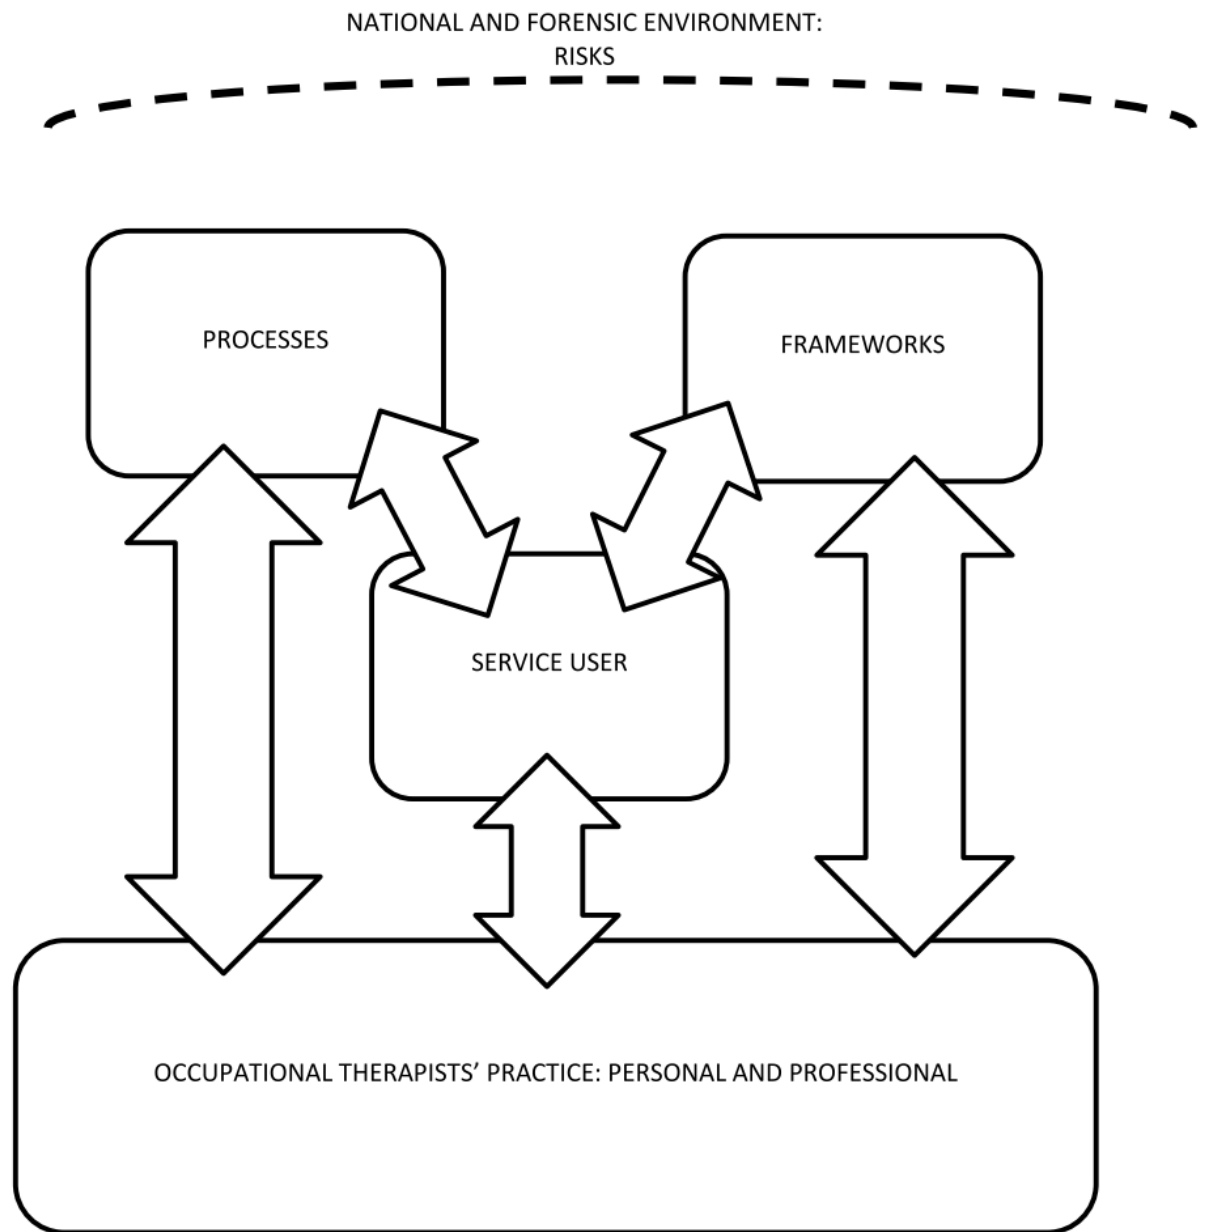 NATIONAL AND FORENSIC ENVIRONMENT:
RISKS
PROCESSES
FRAMEWORKS
SERVICE USER
OCCUPATIONAL THERAPISTS’ PRACTICE: PERSONAL AND PROFESSIONAL